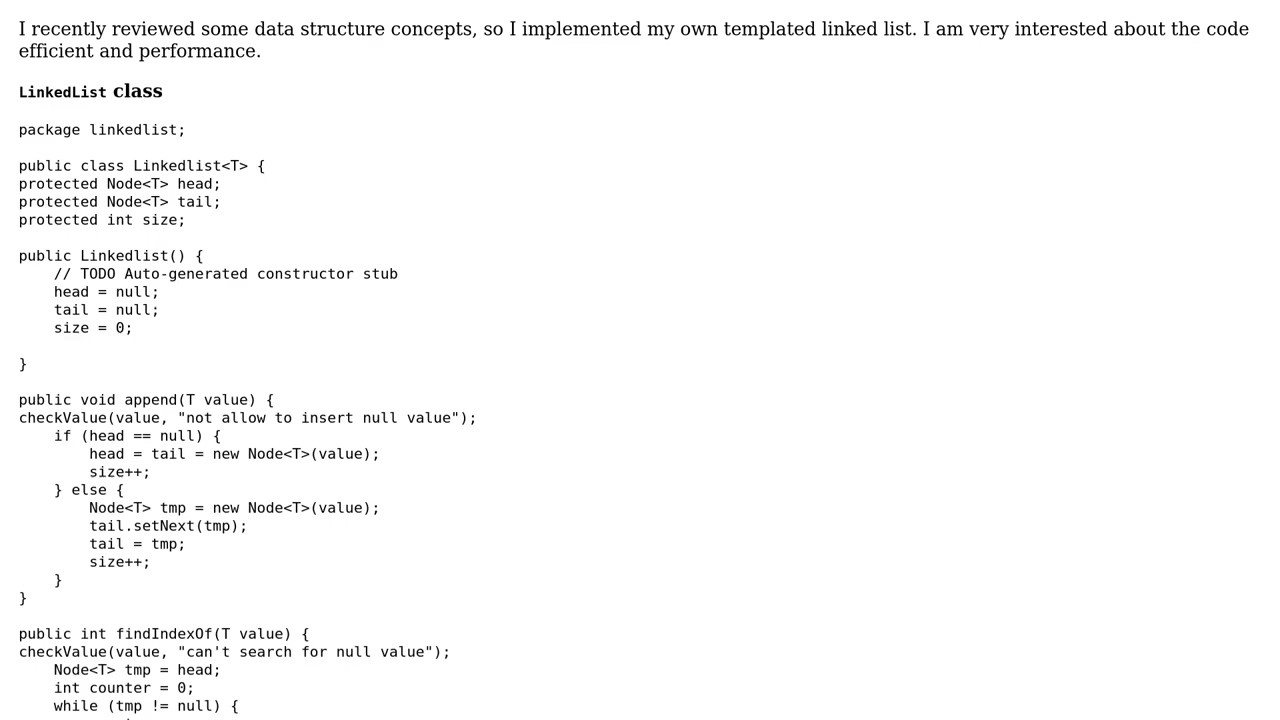 I recently reviewed some data structure concepts, so I implemented my own templated linked list. I am very interested about the code
efficient and performance.
LinkedList class
package linkedlist;
public class Linkedlist<T> {
protected Node<T> head;
protected Node<T> tail;
protected int size;
public Linkedlist() {
    // TODO Auto-generated constructor stub
    head = null;
    tail = null;
    size = 0;
}
public void append(T value) {
checkValue(value, "not allow to insert null value");
    if (head == null) {
        head = tail = new Node<T>(value);
        size++;
    } else {
        Node<T> tmp = new Node<T>(value);
        tail.setNext(tmp);
        tail = tmp;
        size++;
    }
}
public int findIndexOf(T value) {
checkValue(value, "can't search for null value");
    Node<T> tmp = head;
    int counter = 0;
    while (tmp != null) {